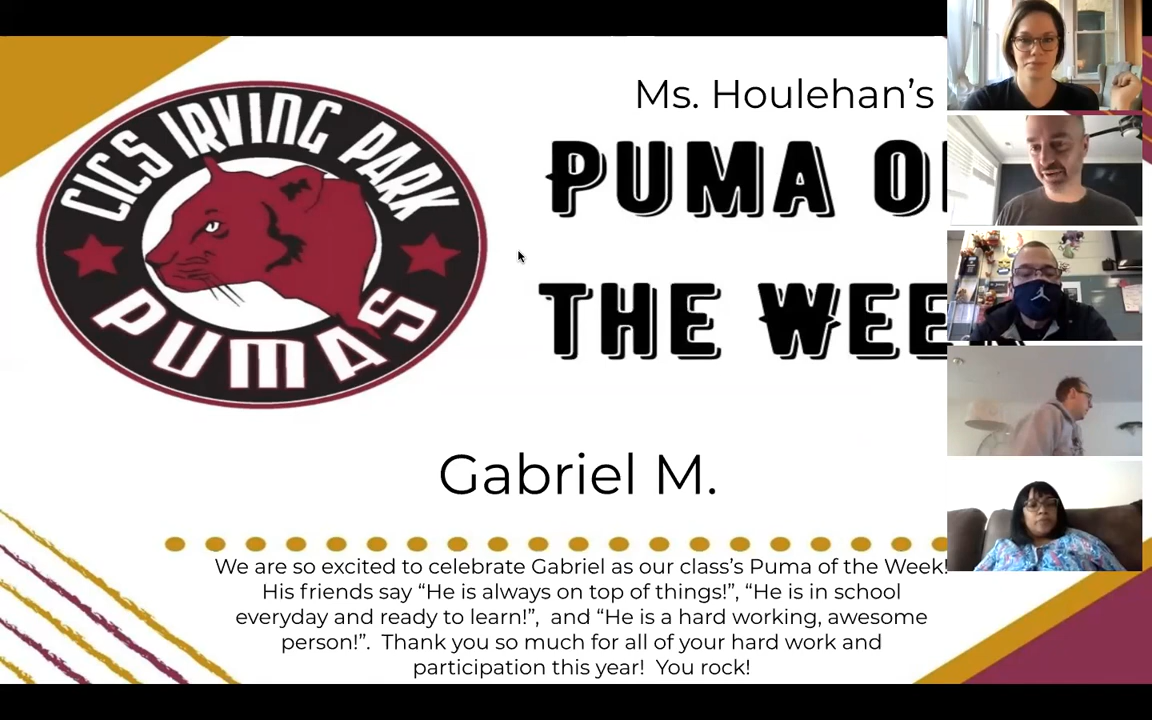 CICS IRVING PARK
PUMAS
Ms. Houlehan’s
PUMA O
THE WEE
Gabriel M.
We are so excited to celebrate Gabriel as our class’s Puma of the Week!
His friends say “He is always on top of things!”, “He is in school
everyday and ready to learn!”,  and “He is a hard working, awesome
person!”.  Thank you so much for all of your hard work and
participation this year!  You rock!